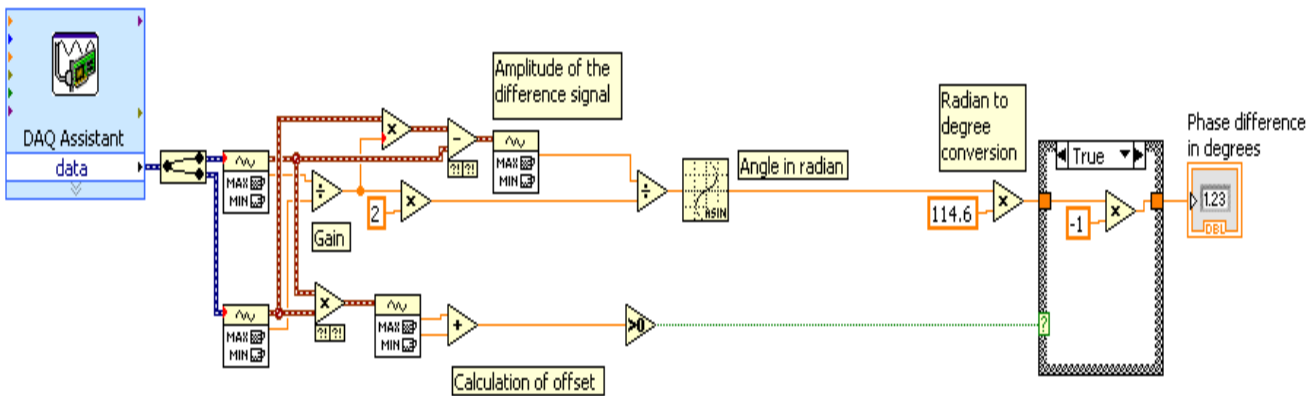 DAQ Assistant
data
MAX
MIN
MAX
MIN
Gain
2
Amplitude of the
difference signal
MAX
MIN
ASIN
Angle in radian
Radian to
degree
conversion
114.6
True
-1
Phase difference
in degrees
1.23
DBL
?!
?!
?!
?!
MAX
MIN
Calculation of offset
>0
?